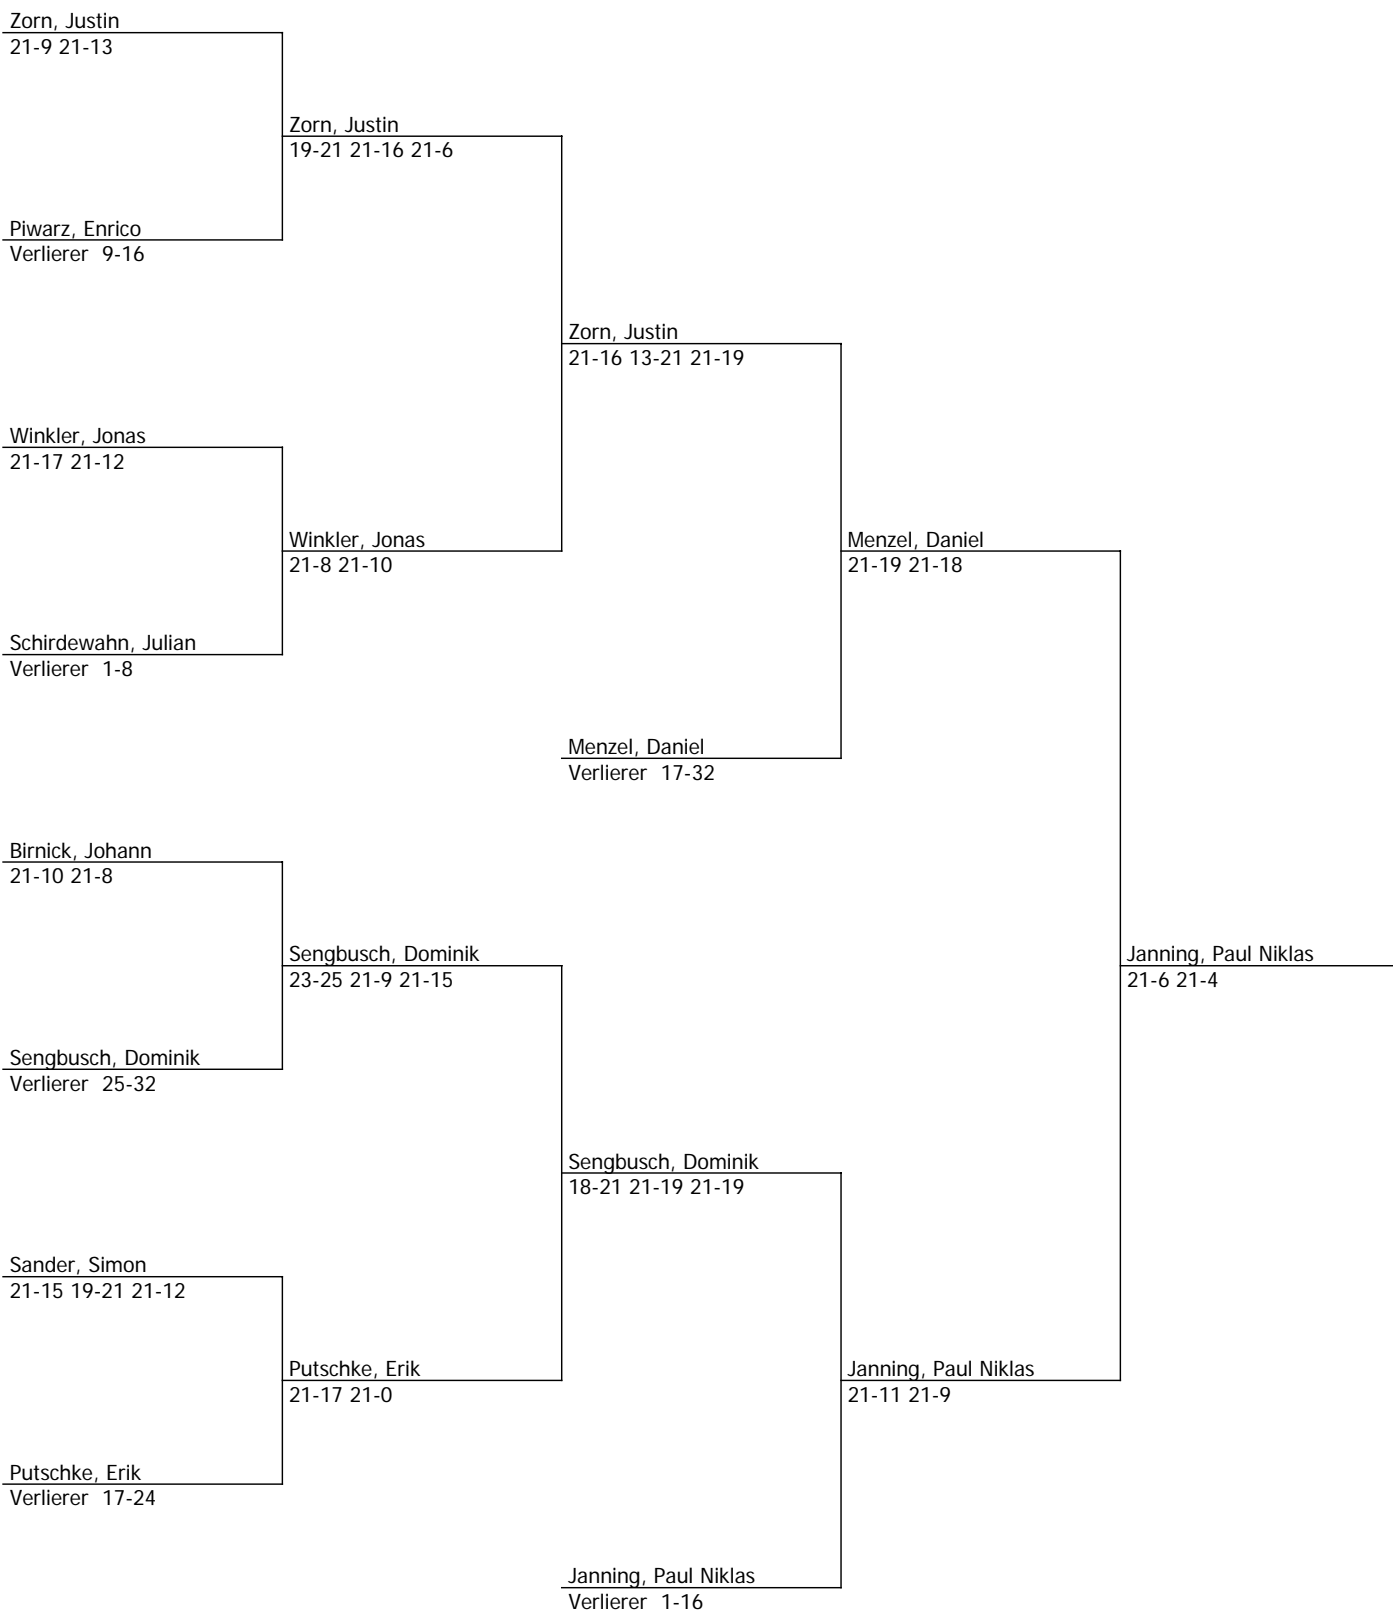 Zorn, Justin
21-9 21-13
Zorn, Justin
19-21 21-16 21-6
Piwarz, Enrico
Verlierer 9-16
Zorn, Justin
21-16 13-21 21-19
Winkler, Jonas
21-17 21-12
Winkler, Jonas
21-8 21-10
Menzel, Daniel
21-19 21-18
Schirdewahn, Julian
Verlierer 1-8
Menzel, Daniel
Verlierer 17-32
Birnick, Johann
21-10 21-8
Sengbusch, Dominik
23-25 21-9 21-15
Janning, Paul Niklas
21-6 21-4
Sengbusch, Dominik
Verlierer 25-32
Sengbusch, Dominik
18-21 21-19 21-19
Sander, Simon
21-15 19-21 21-12
Putschke, Erik
21-17 21-0
Janning, Paul Niklas
21-11 21-9
Putschke, Erik
Verlierer 17-24
Janning, Paul Niklas
Verlierer 1-16